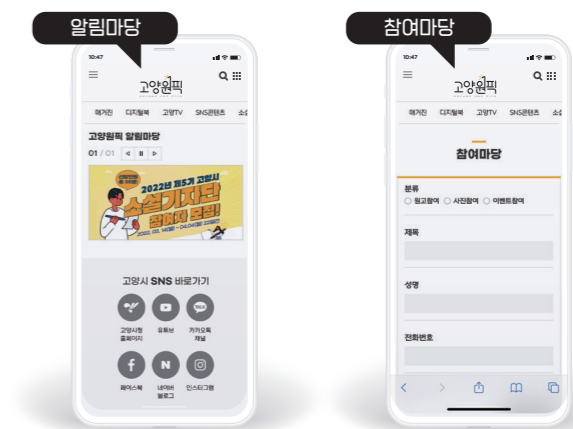 알림마당
10:47
고양원픽
매거진 디지털북 고양TV SNS콘텐츠
고양원픽 알림마당
01 / 01
2022년 제5기 고양시
소셜기자단
참여자 모집!
고양시 SNS 바로가기
TALK
고양시청 홈페이지
유튜브
카카오톡 채널
페이스북
N
네이버 블로그
인스타그램
참여마당
10:47
고양원픽
매거진 디지털북 고양TV SNS콘텐츠
참여마당
분류
원고참여 사진참여 이벤트참여
제목
성명
전화번호